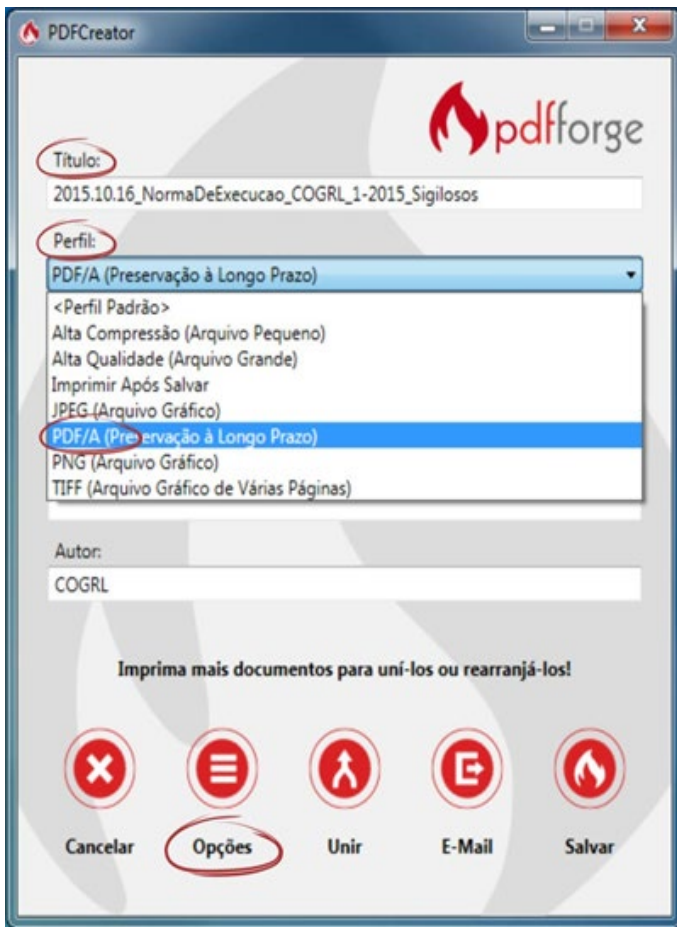 PDFCreator
pdfforge
Título:
2015.10.16_NormaDeExecucao_COGRL_1-2015_Sigilosos
Perfil:
PDF/A (Preservação à Longo Prazo)
<Perfil Padrão>
Alta Compressão (Arquivo Pequeno)
Alta Qualidade (Arquivo Grande)
Imprimir Após Salvar
JPEG (Arquivo Gráfico)
PDF/A (Preservação à Longo Prazo)
PNG (Arquivo Gráfico)
TIFF (Arquivo Gráfico de Várias Páginas)
Autor:
COGRL
Imprima mais documentos para uní-los ou rearranjá-los!
Cancelar Opções Unir E-Mail Salvar